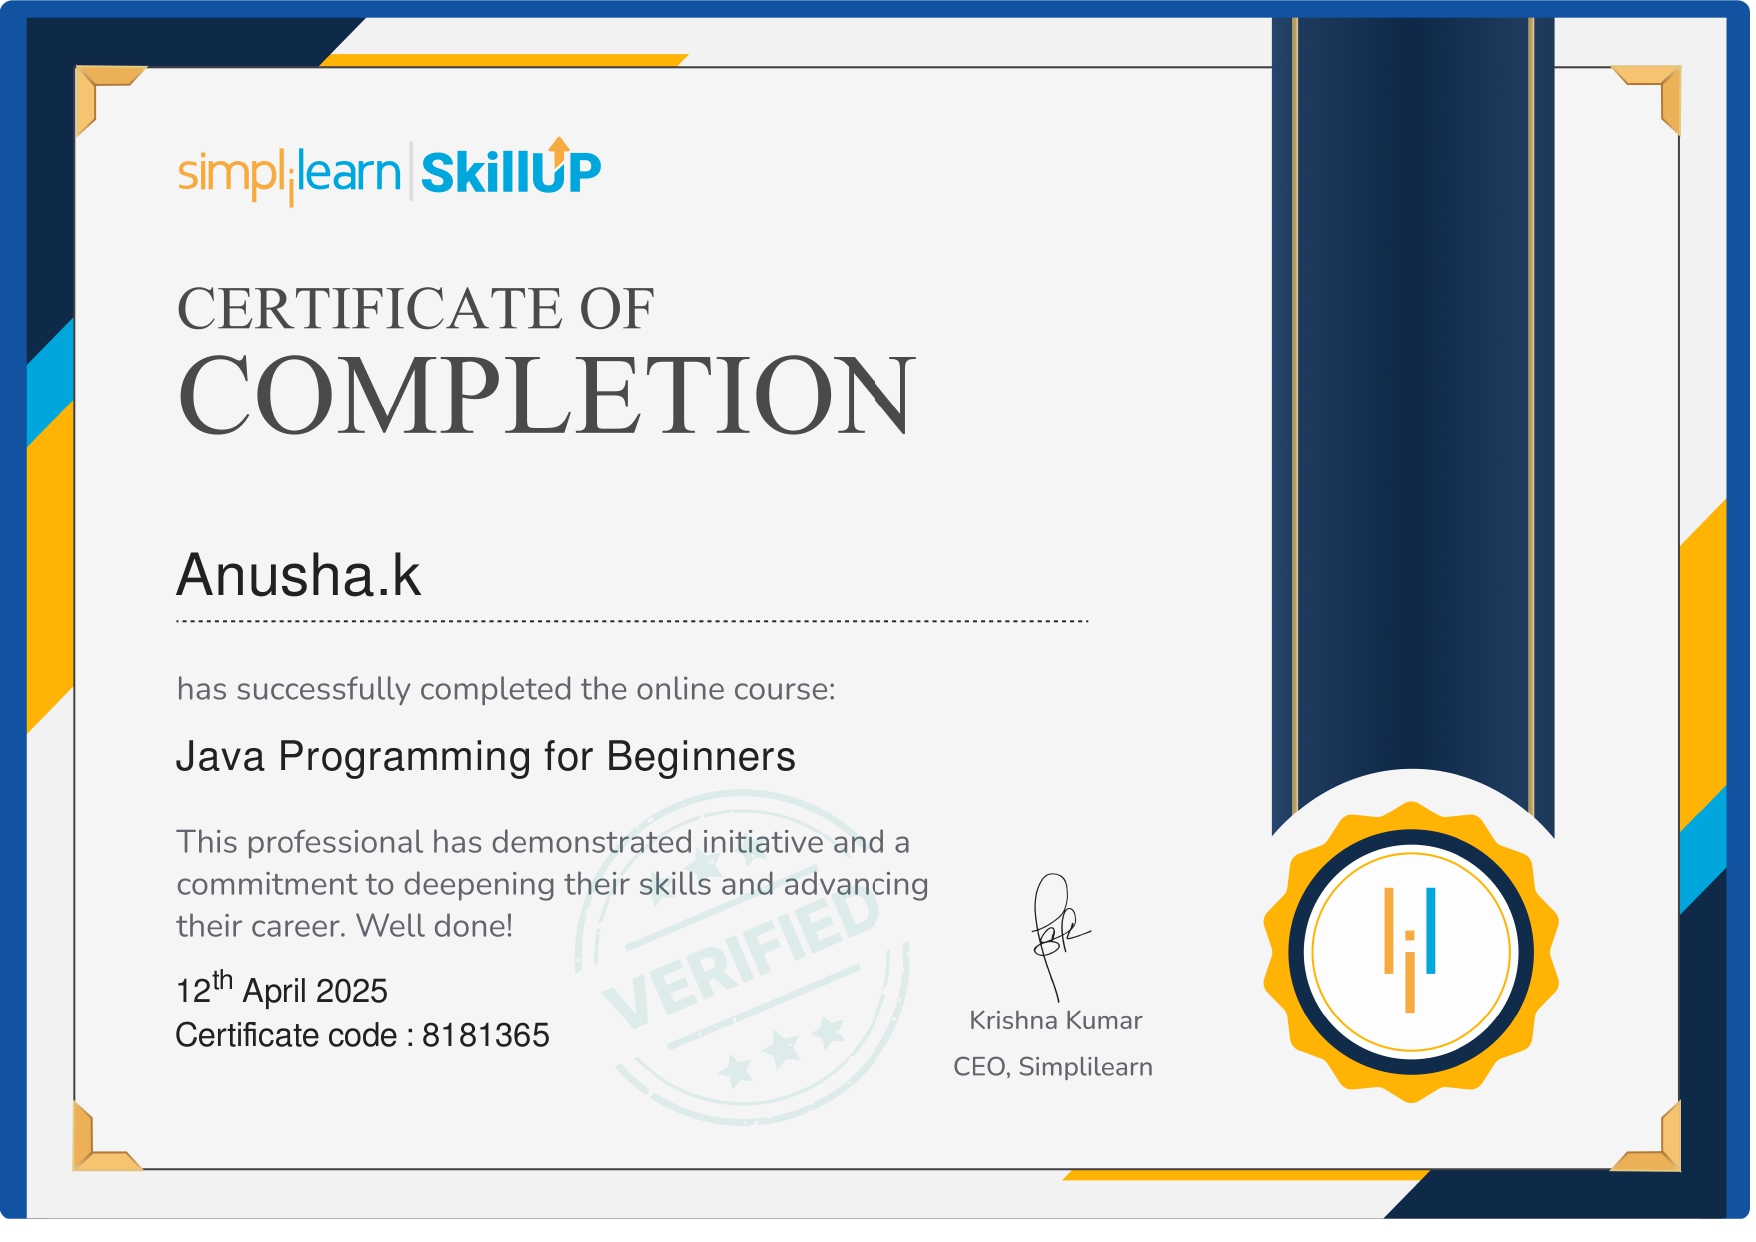 simplilearn | SkillUP
CERTIFICATE OF
COMPLETION
Anusha.k
has successfully completed the online course:
Java Programming for Beginners
This professional has demonstrated initiative and a
commitment to deepening their skills and advancing
their career. Well done!
12th April 2025
Certificate code : 8181365
VERIFIED
Krishna Kumar
CEO, Simplilearn